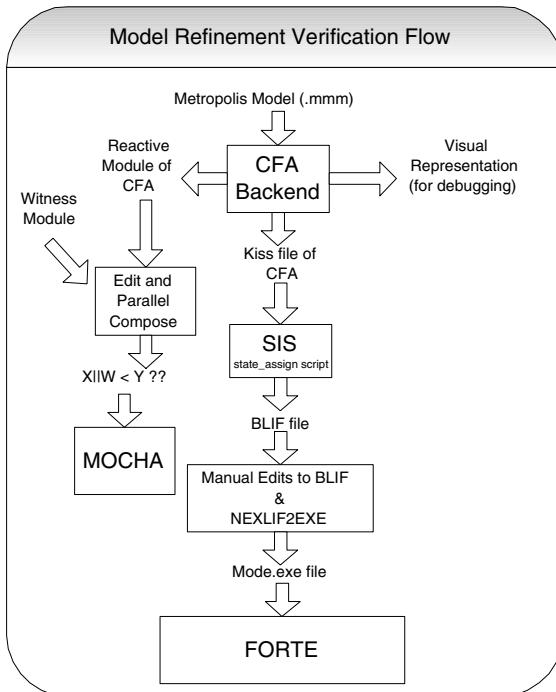 Model Refinement Verification Flow
Metropolis Model (.mmm)
Reactive
Module of
CFA
CFA
Backend
Visual
Representation
(for debugging)
Witness
Module
Kiss file of
CFA
Edit and
Parallel
Compose
SIS
state_assign script
X||W < Y ??
BLIF file
MOCHA
Manual Edits to BLIF
&
NEXLIF2EXE
Mode.exe file
FORTE